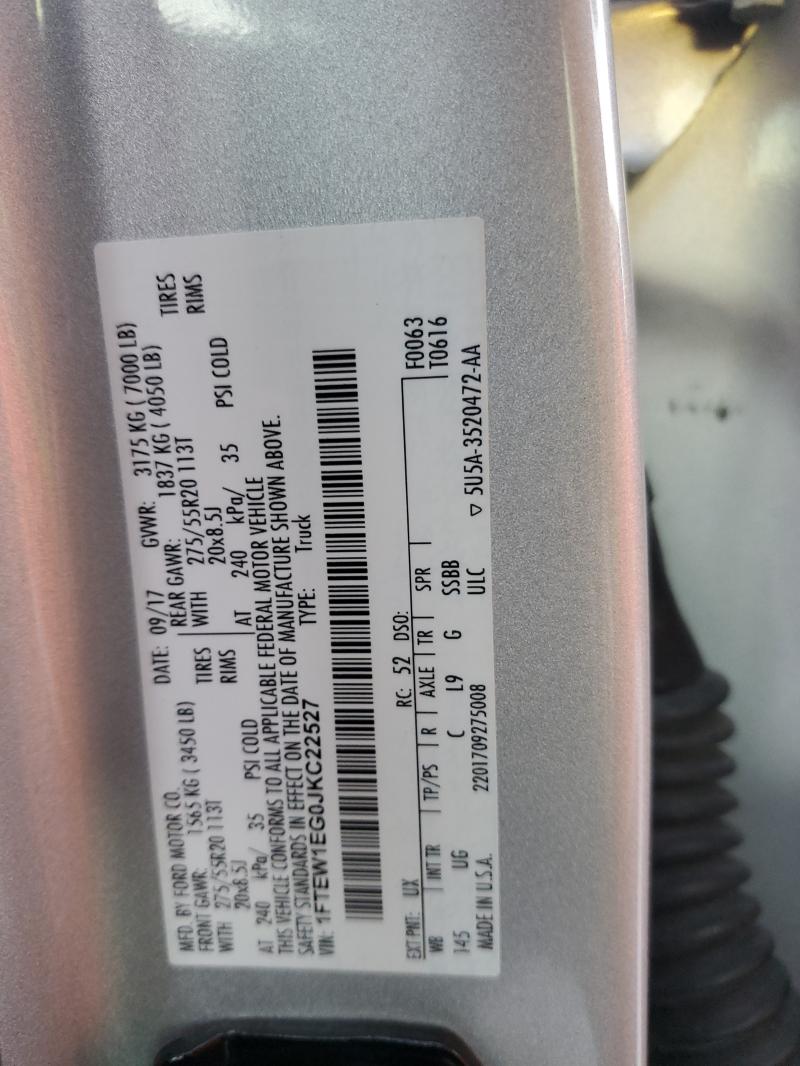 MFD. BY FORD MOTOR CO. DATE: 09/17 GVWR: 3175 KG ( 7000 LB)
FRONT GAWR: 1565 KG ( 3450 LB) REAR GAWR: 1837 KG ( 4050 LB)
WITH 275/55R20 113T TIRES WITH 275/55R20 113T TIRES
20x8.5J RIMS 20x8.5J RIMS
AT 240 kPa/ 35 PSI COLD AT 240 kPa/ 35 PSI COLD
THIS VEHICLE CONFORMS TO ALL APPLICABLE FEDERAL MOTOR VEHICLE
SAFETY STANDARDS IN EFFECT ON THE DATE OF MANUFACTURE SHOWN ABOVE.
VIN: 1FTEW1EG0JKC22527 TYPE: Truck
EXT PNT: UX RC: 52 DSO: F0063
WB INT TR TP/PS R AXLE TR SPR T0616
145 UG C L9 G SSBB
MADE IN U.S.A. 2201709275008 ULC ▽ 5U5A-3520472-AA